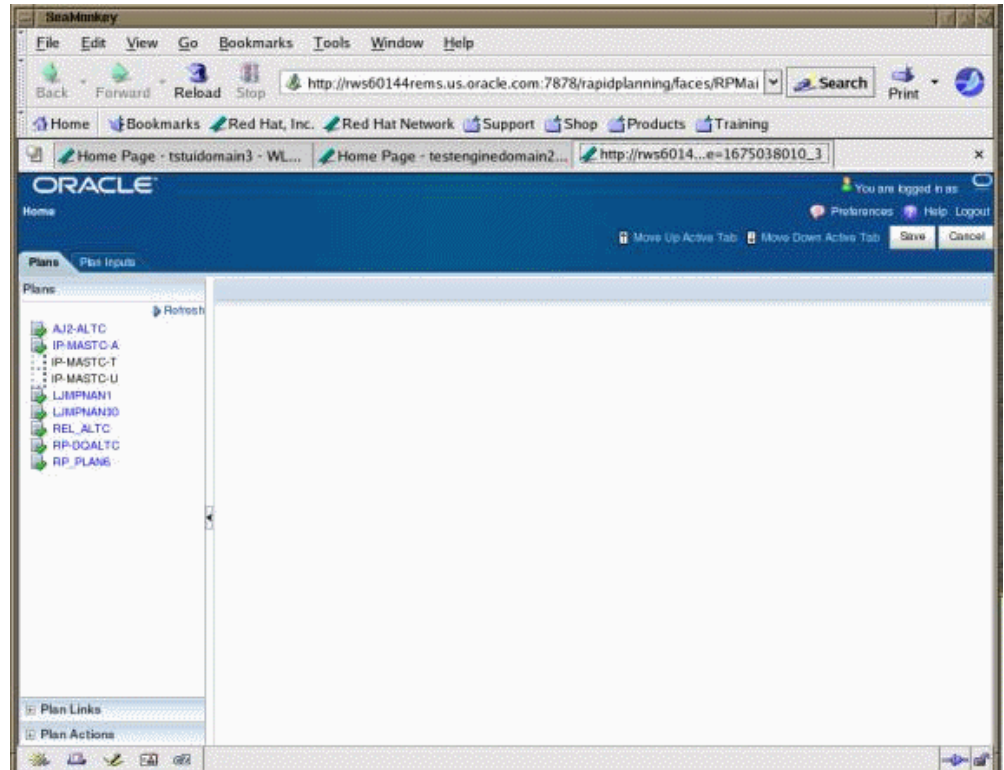 SeaMonkey
File Edit View Go Bookmarks Tools Window Help
Back Forward Reload Stop http://rws60144rems.us.oracle.com:7878/rapidplanning/faces/RPMai Search Print
Home Bookmarks Red Hat, Inc. Red Hat Network Support Shop Products Training
Home Page - tstuidomain3 - WL... Home Page - testenginedomain2... http://rws6014...e=1675038010_3
ORACLE
You are logged in as
Home
Preferences Help Logout
Move Up Active Tab Move Down Active Tab Save Cancel
Plans Plan Inputs
Plans
Refresh
AJ2-ALTC
IP-MASTC-A
IP-MASTC-T
IP-MASTC-U
LJMPNAN1
LJMPNAN30
REL_ALTC
RP-DQALTC
RP_PLAN6
Plan Links
Plan Actions